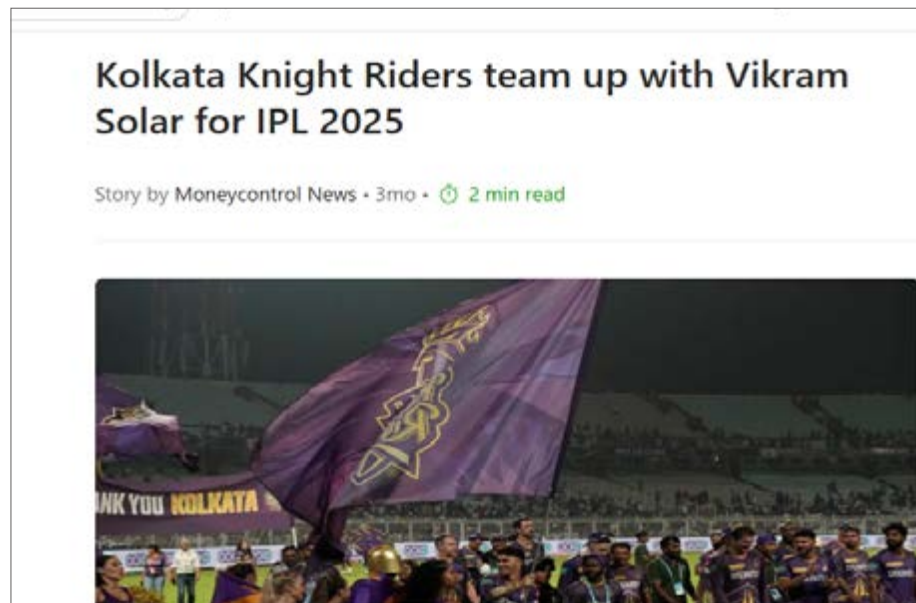 Kolkata Knight Riders team up with Vikram
Solar for IPL 2025
Story by Moneycontrol News • 3mo • 2 min read
ANK YOU KOLKATA